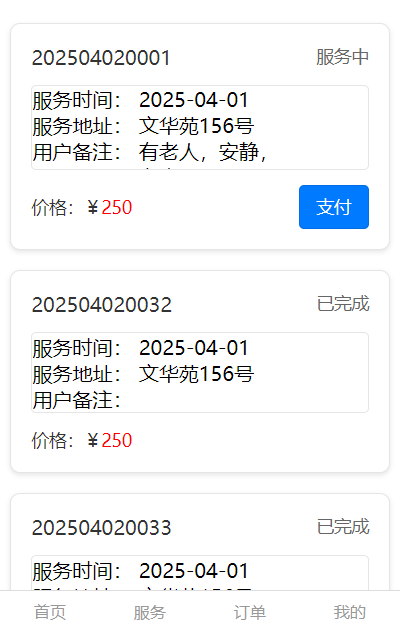 202504020001 服务中
服务时间： 2025-04-01
服务地址： 文华苑156号
用户备注： 有老人，安静，
价格：￥250 支付
202504020032 已完成
服务时间： 2025-04-01
服务地址： 文华苑156号
用户备注：
价格：￥250
202504020033 已完成
服务时间： 2025-04-01
首页 服务 订单 我的